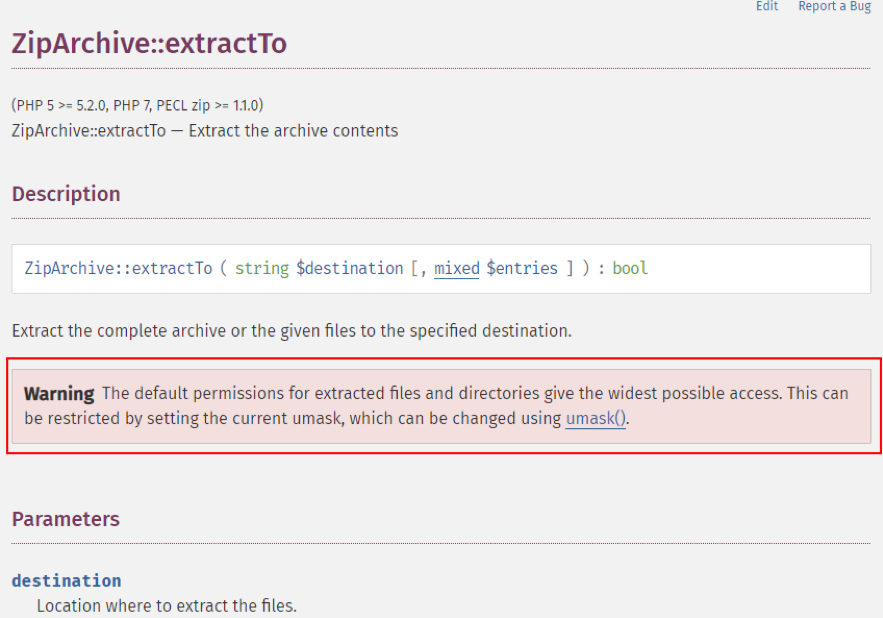 Edit Report a Bug
ZipArchive::extractTo
(PHP 5 >= 5.2.0, PHP 7, PECL zip >= 1.1.0)
ZipArchive::extractTo — Extract the archive contents
Description
ZipArchive::extractTo ( string $destination [, mixed $entries ] ) : bool
Extract the complete archive or the given files to the specified destination.
Warning The default permissions for extracted files and directories give the widest possible access. This can
be restricted by setting the current umask, which can be changed using umask().
Parameters
destination
Location where to extract the files.